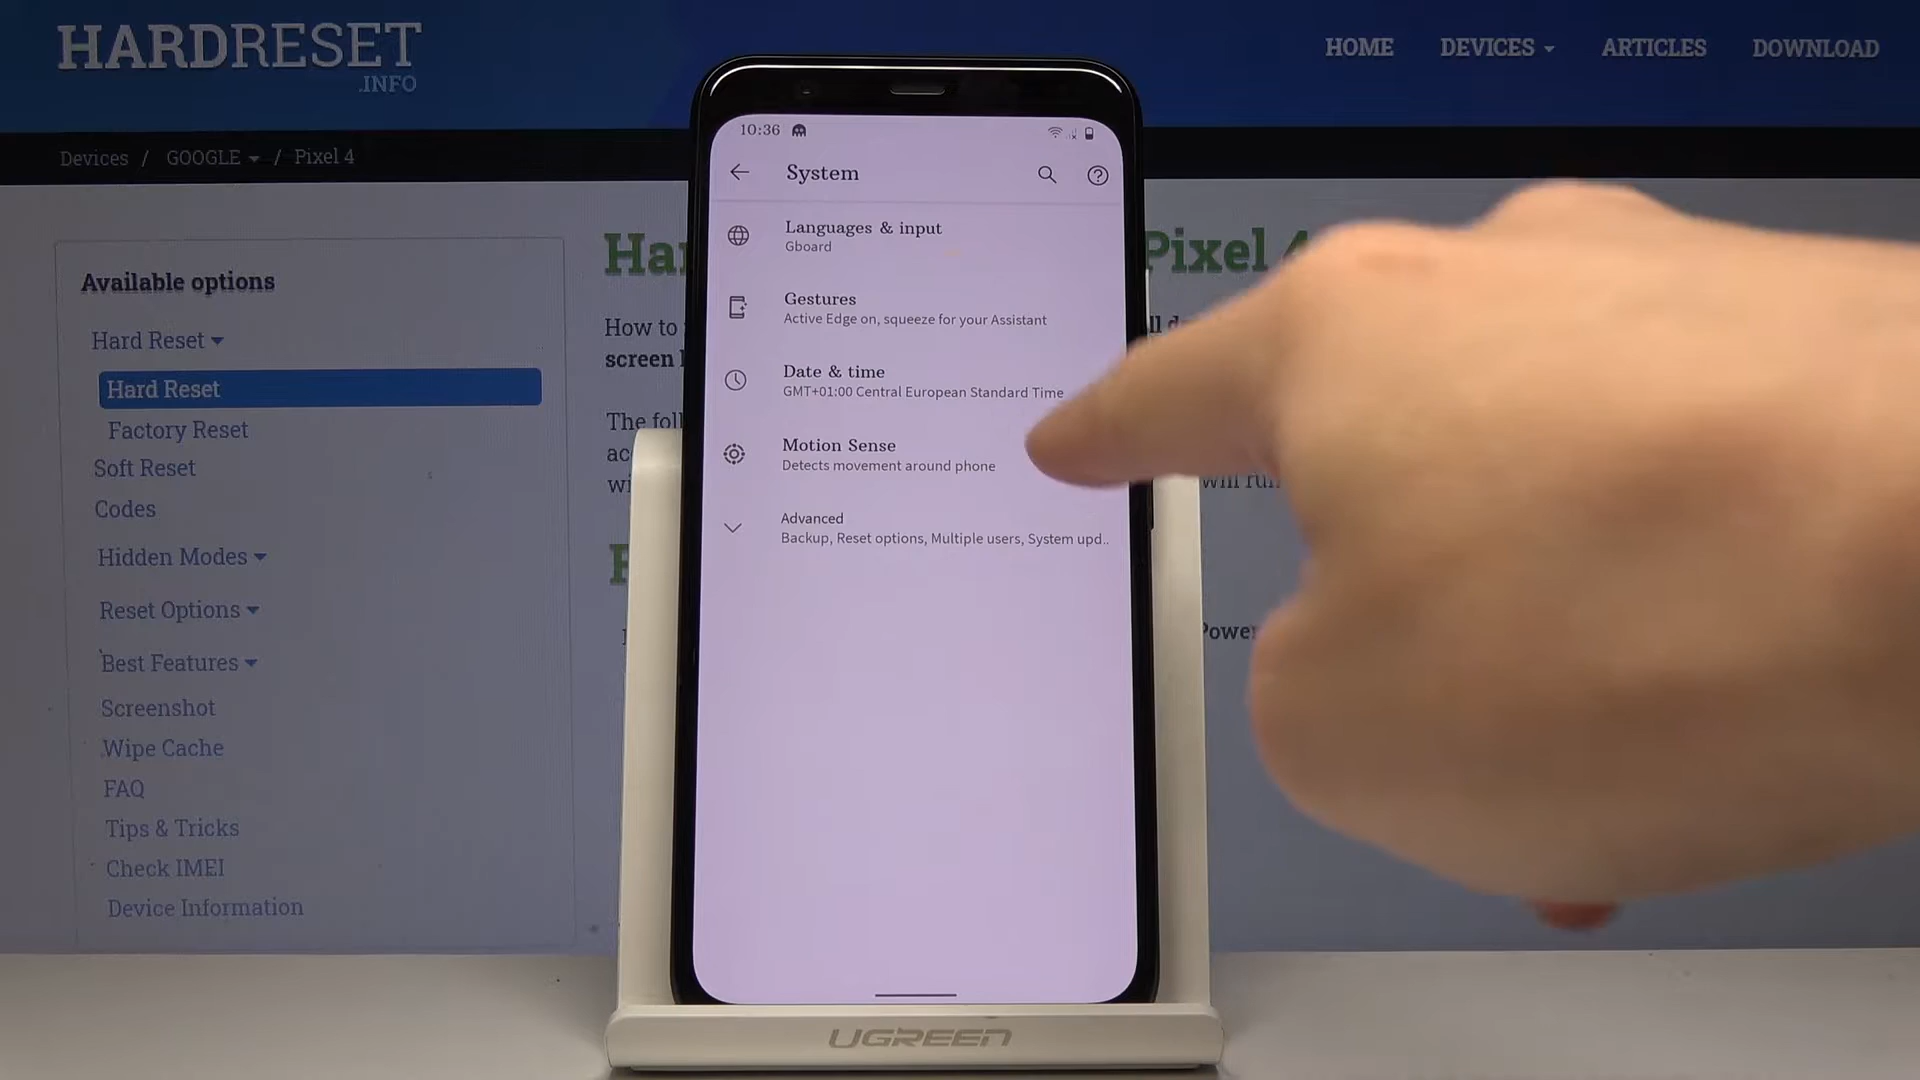 HARDRESET
.INFO
HOME DEVICES ARTICLES DOWNLOAD
Devices / GOOGLE / Pixel 4
Available options
Hard Reset
Hard Reset
Factory Reset
Soft Reset
Codes
Hidden Modes
Reset Options
Best Features
Screenshot
Wipe Cache
FAQ
Tips & Tricks
Check IMEI
Device Information
Pixel 4
How to
screen
The
will
10:36
System
Languages & input
Gboard
Gestures
Active Edge on, squeeze for your Assistant
Date & time
GMT+01:00 Central European Standard Time
Motion Sense
Detects movement around phone
Advanced
Backup, Reset options, Multiple users, System upd..
UGREEN